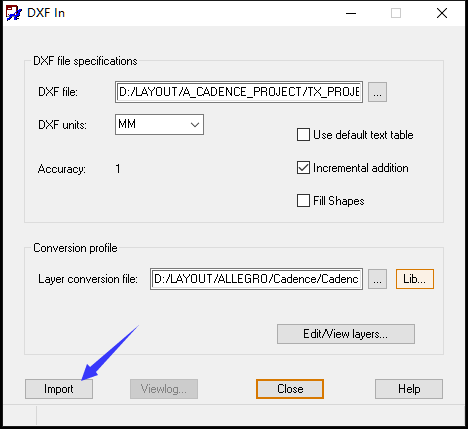 DXF In
DXF file specifications
DXF file: D:/LAYOUT/A_CADENCE_PROJECT/TX_PROJE ...
DXF units: MM
Use default text table
Accuracy: 1
Incremental addition
Fill Shapes
Conversion profile
Layer conversion file: D:/LAYOUT/ALLEGRO/Cadence/Cadenc ... Lib...
Edit/View layers...
Import Viewlog... Close Help